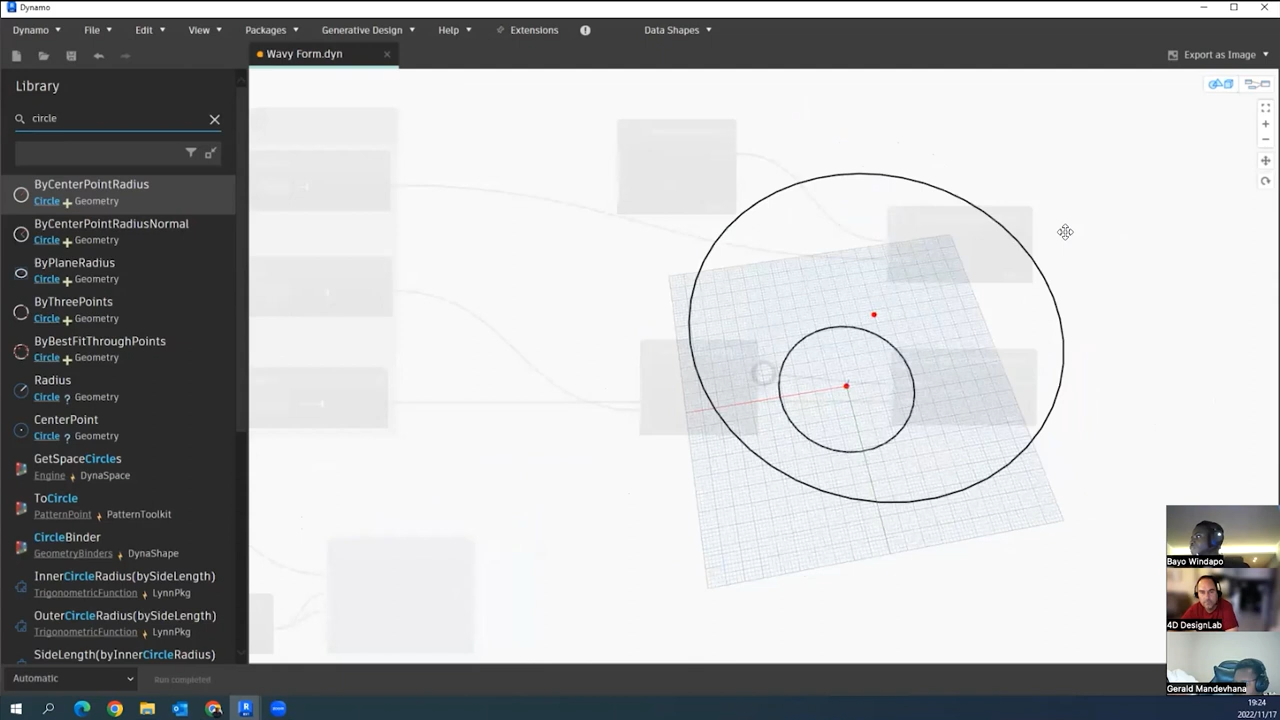 Dynamo
Dynamo File Edit View Packages Generative Design Help Extensions Data Shapes
Wavy Form.dyn
Export as Image
Library
circle
ByCenterPointRadius
Circle Geometry
ByCenterPointRadiusNormal
Circle Geometry
ByPlaneRadius
Circle Geometry
ByThreePoints
Circle Geometry
ByBestFitThroughPoints
Circle Geometry
Radius
Circle ? Geometry
CenterPoint
Circle ? Geometry
GetSpaceCircles
Engine DynaSpace
ToCircle
PatternPoint PatternToolkit
CircleBinder
GeometryBinders DynaShape
InnerCircleRadius(bySideLength)
TrigonometricFunction LynnPkg
OuterCircleRadius(bySideLength)
TrigonometricFunction LynnPkg
SideLength(byInnerCircleRadius)
Automatic
Run completed
Bayo Windapo
4D DesignLab
Gerald Mandevhana
19:24
2022/11/17